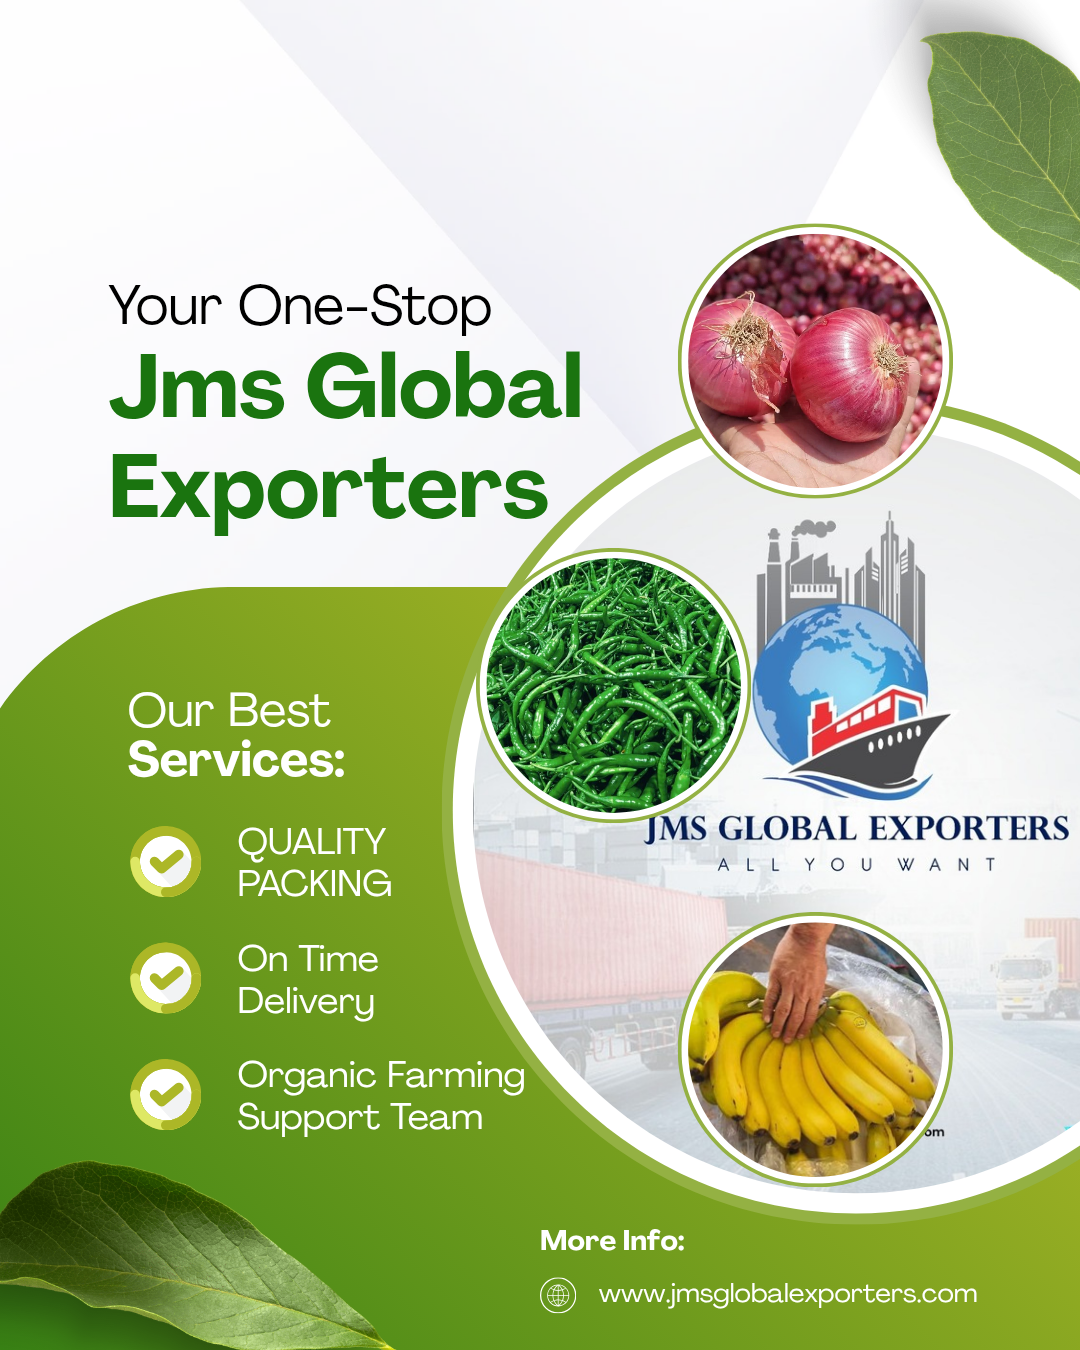 Your One-Stop
Jms Global
Exporters
Our Best
Services:
QUALITY
PACKING
On Time
Delivery
Organic Farming
Support Team
JMS GLOBAL EXPORTERS
ALL YOU WANT
om
More Info:
www.jmsglobalexporters.com